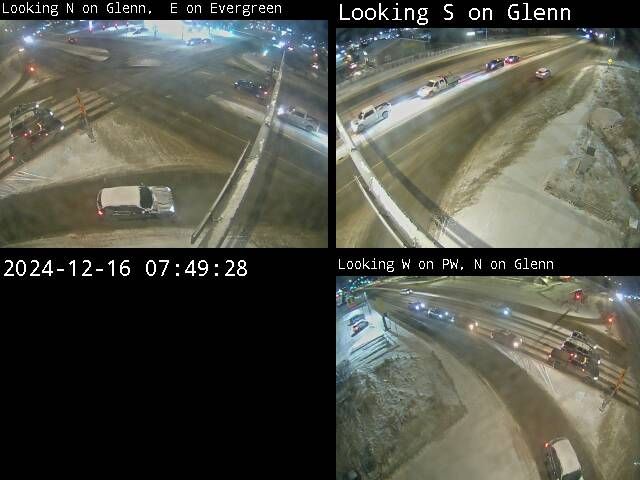 Looking N on Glenn, E on Evergreen
Looking S on Glenn
2024-12-16 07:49:28
Looking W on PW, N on Glenn